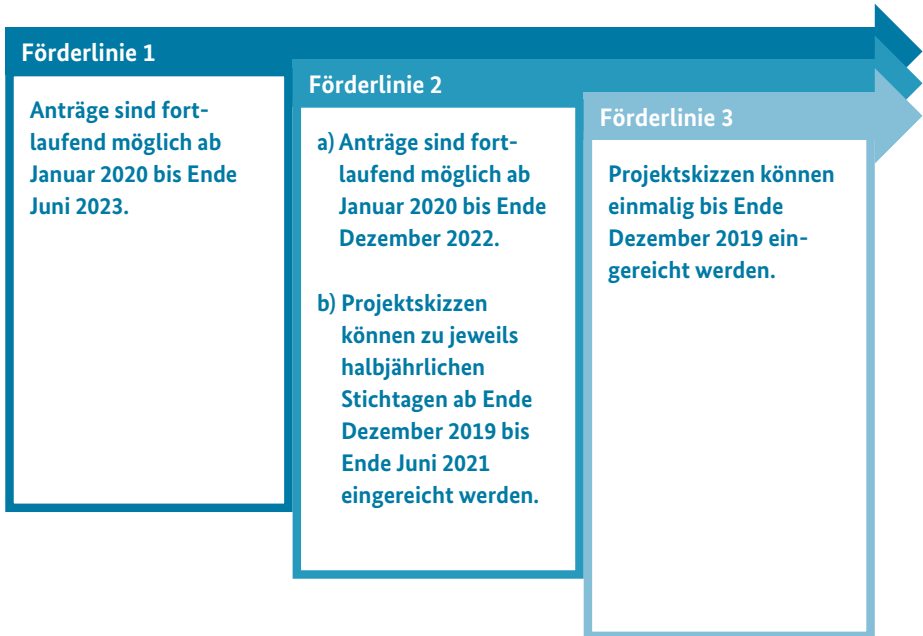 Förderlinie 1
Anträge sind fort-
laufend möglich ab
Januar 2020 bis Ende
Juni 2023.
Förderlinie 2
a) Anträge sind fort-
laufend möglich ab
Januar 2020 bis Ende
Dezember 2022.
b) Projektskizzen
können zu jeweils
halbjährlichen
Stichtagen ab Ende
Dezember 2019 bis
Ende Juni 2021
eingereicht werden.
Förderlinie 3
Projektskizzen können
einmalig bis Ende
Dezember 2019 ein-
gereicht werden.